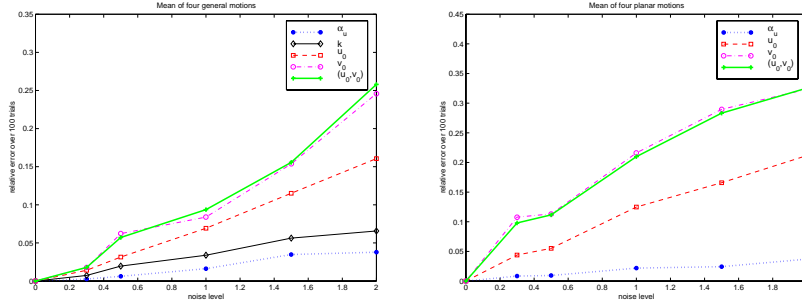 Mean of four general motions
0.35
0.3
0.25
0.2
0.15
0.1
0.05
0
relative error over 100 trials
0 0.2 0.4 0.6 0.8 1 1.2 1.4 1.6 1.8 2
noise level
α_u
k
u_0
v_0
(u_0,v_0)
Mean of four planar motions
0.45
0.4
0.35
0.3
0.25
0.2
0.15
0.1
0.05
0
relative error over 100 trials
0 0.2 0.4 0.6 0.8 1 1.2 1.4 1.6 1.8
noise level
α_u
u_0
v_0
(u_0,v_0)